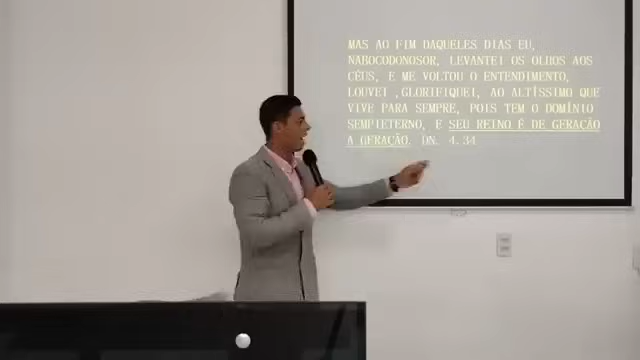 MAS AO FIM DAQUELES DIAS EU,
NABOCODONOSOR, LEVANTEI OS OLHOS AOS
CÉUS, E ME VOLTOU O ENTENDIMENTO,
LOUVEI ,GLORIFIQUEI, AO ALTÍSSIMO QUE
VIVE PARA SEMPRE, POIS TEM O DOMÍNIO
SEMPIETERNO, E SEU REINO É DE GERAÇÃO
A GERAÇÃO. DN. 4.34